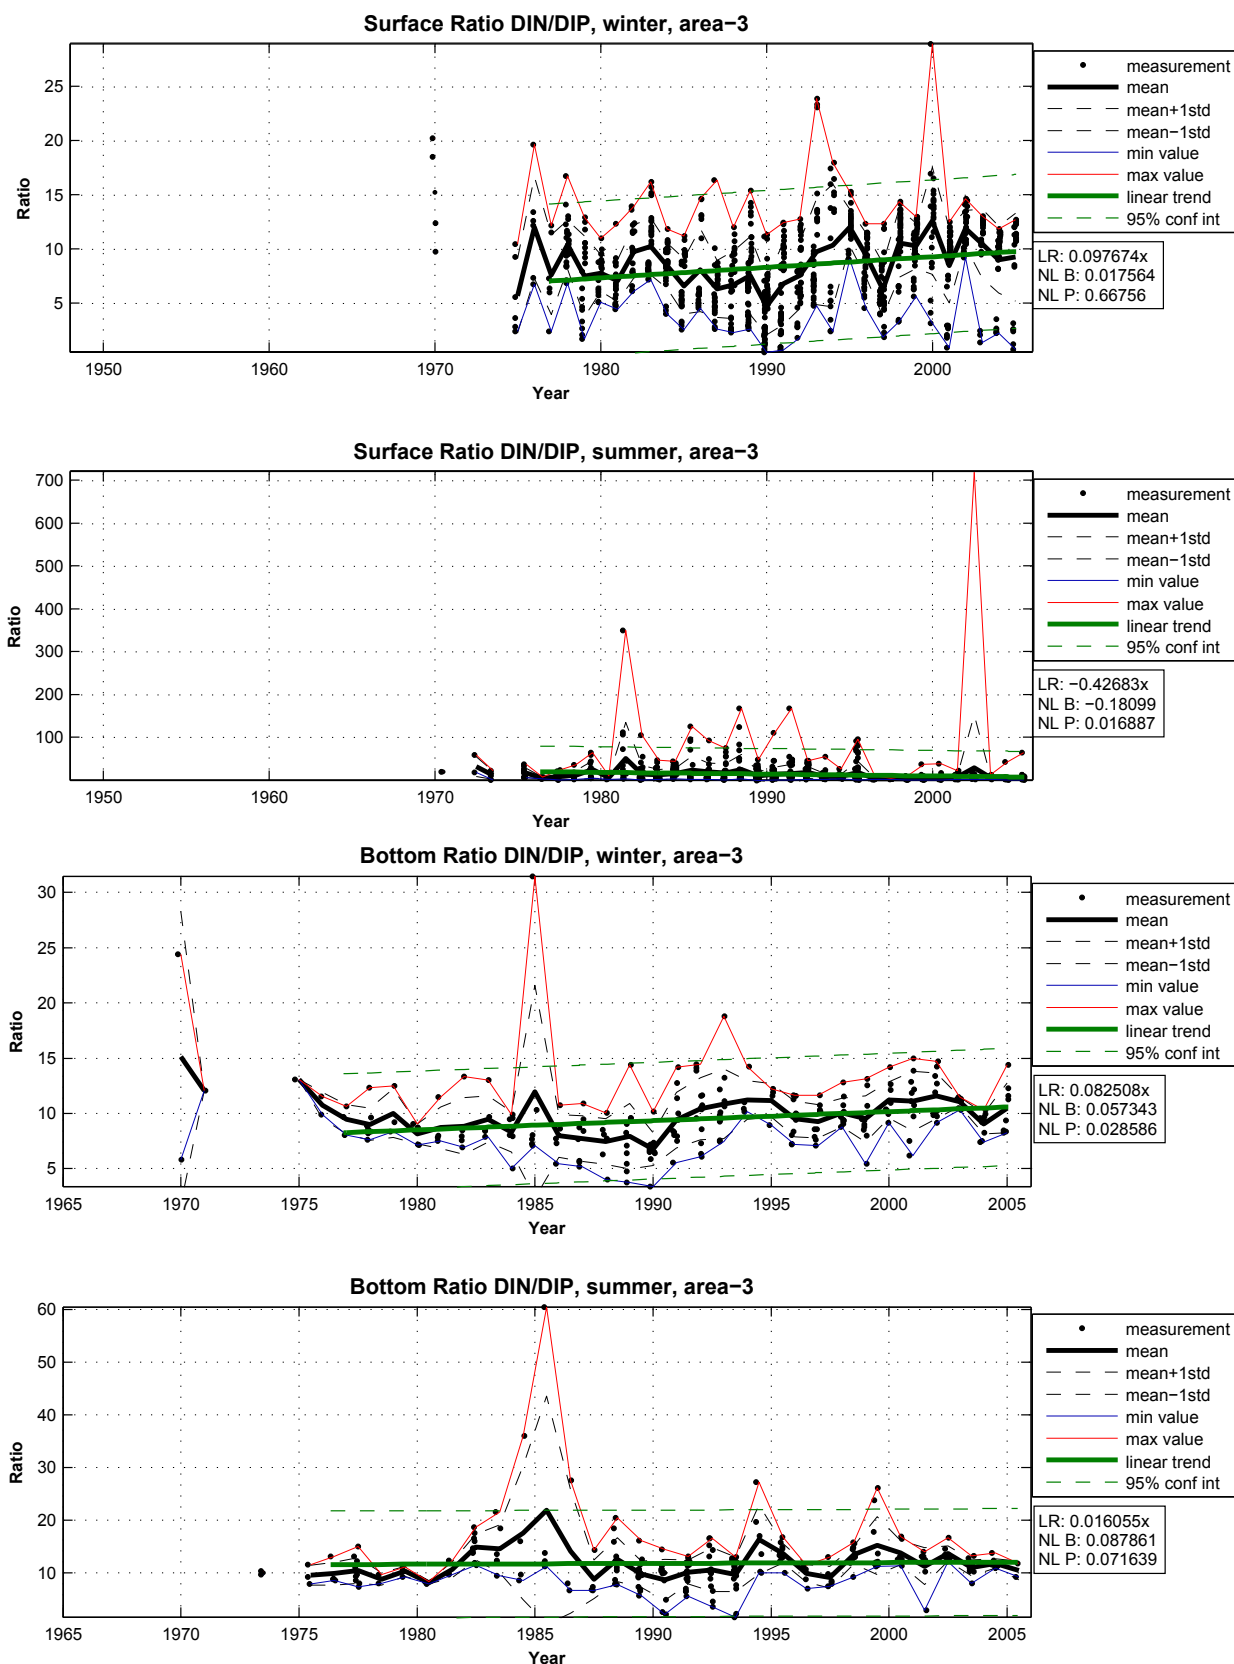 Surface Ratio DIN/DIP, winter, area−3
25
20
15
10
5
Ratio
1950
1960
1970
1980
1990
2000
Year
measurement
mean
mean+1std
mean−1std
min value
max value
linear trend
95% conf int
LR: 0.097674x
NL B: 0.017564
NL P: 0.66756
Surface Ratio DIN/DIP, summer, area−3
700
600
500
400
300
200
100
Ratio
1950
1960
1970
1980
1990
2000
Year
measurement
mean
mean+1std
mean−1std
min value
max value
linear trend
95% conf int
LR: −0.42683x
NL B: −0.18099
NL P: 0.016887
Bottom Ratio DIN/DIP, winter, area−3
30
25
20
15
10
5
Ratio
1965
1970
1975
1980
1985
1990
1995
2000
2005
Year
measurement
mean
mean+1std
mean−1std
min value
max value
linear trend
95% conf int
LR: 0.082508x
NL B: 0.057343
NL P: 0.028586
Bottom Ratio DIN/DIP, summer, area−3
60
50
40
30
20
10
Ratio
1965
1970
1975
1980
1985
1990
1995
2000
2005
Year
measurement
mean
mean+1std
mean−1std
min value
max value
linear trend
95% conf int
LR: 0.016055x
NL B: 0.087861
NL P: 0.071639